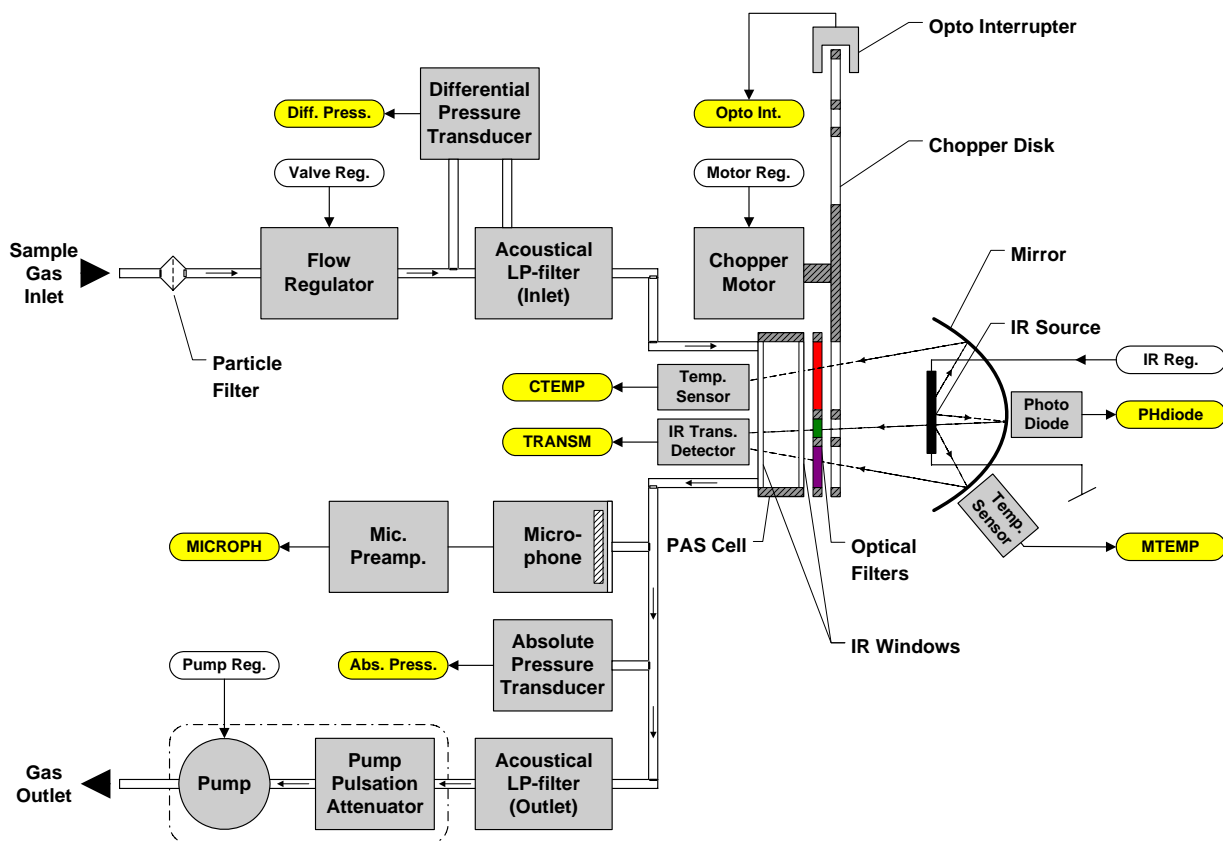 Opto Interrupter
Differential
Pressure
Transducer
Diff. Press.
Opto Int.
Chopper Disk
Valve Reg.
Motor Reg.
Sample
Gas
Inlet
Flow
Regulator
Acoustical
LP-filter
(Inlet)
Chopper
Motor
Mirror
IR Source
Particle
Filter
IR Reg.
CTEMP
Temp.
Sensor
Photo
Diode
PHdiode
TRANSM
IR Trans.
Detector
Temp.
Sensor
MICROPH
Mic.
Preamp.
Micro-
phone
PAS Cell
Optical
Filters
MTEMP
IR Windows
Pump Reg.
Abs. Press.
Absolute
Pressure
Transducer
Gas
Outlet
Pump
Pump
Pulsation
Attenuator
Acoustical
LP-filter
(Outlet)